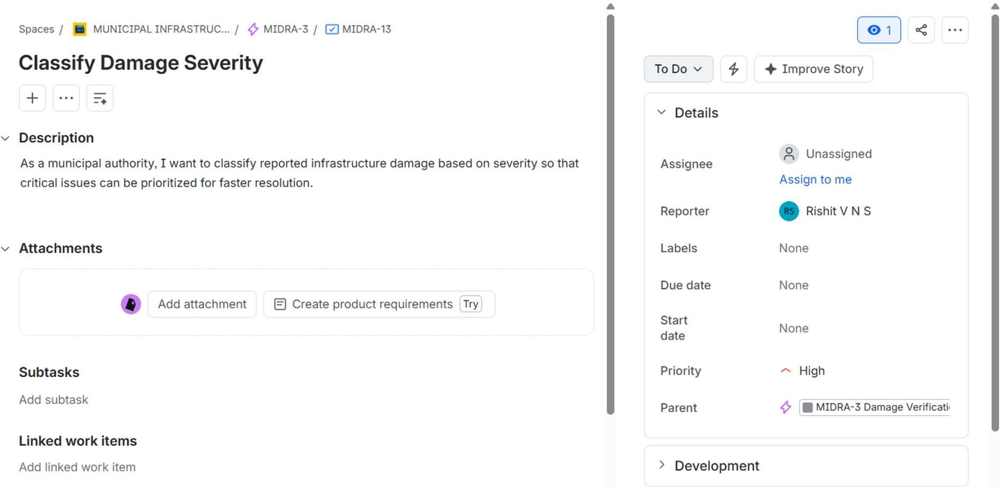 Spaces / MUNICIPAL INFRASTRUC... / MIDRA-3 / MIDRA-13
Classify Damage Severity
Description
As a municipal authority, I want to classify reported infrastructure damage based on severity so that
critical issues can be prioritized for faster resolution.
Attachments
Add attachment
Create product requirements Try
Subtasks
Add subtask
Linked work items
Add linked work item
1
To Do
Improve Story
Details
Assignee
Unassigned
Assign to me
Reporter
RS Rishit V N S
Labels
None
Due date
None
Start
date
None
Priority
High
Parent
MIDRA-3 Damage Verificati
Development